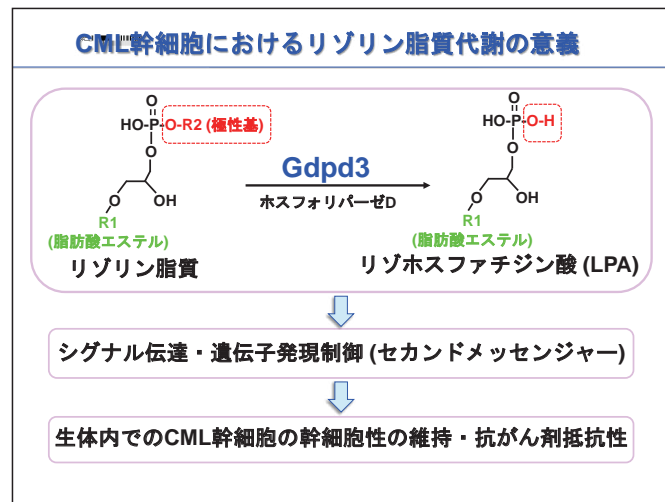 CML幹細胞におけるリゾリン脂質代謝の意義
O
HO-P-O-R2 (極性基)
O
O
OH
R1
(脂肪酸エステル)
リゾリン脂質
Gdpd3
ホスフォリパーゼD
O
HO-P-O-H
O
O
OH
R1
(脂肪酸エステル)
リゾホスファチジン酸 (LPA)
シグナル伝達・遺伝子発現制御 (セカンドメッセンジャー)
生体内でのCML幹細胞の幹細胞性の維持・抗がん剤抵抗性